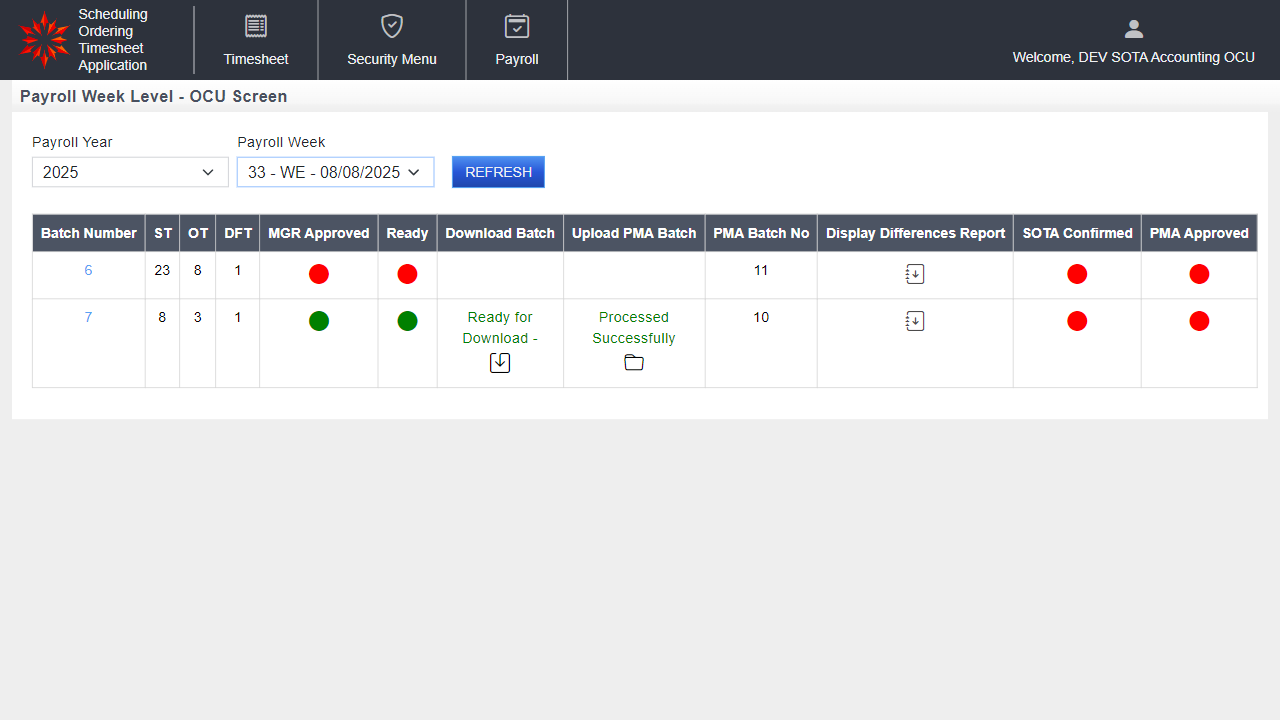 Scheduling
Ordering
Timesheet
Application
Timesheet
Security Menu
Payroll
Welcome, DEV SOTA Accounting OCU
Payroll Week Level - OCU Screen
Payroll Year
Payroll Week
2025
33 - WE - 08/08/2025
REFRESH
Batch Number ST OT DFT MGR Approved Ready Download Batch Upload PMA Batch PMA Batch No Display Differences Report SOTA Confirmed PMA Approved
6 23 8 1 11
7 8 3 1 Ready for Processed 10
Download - Successfully